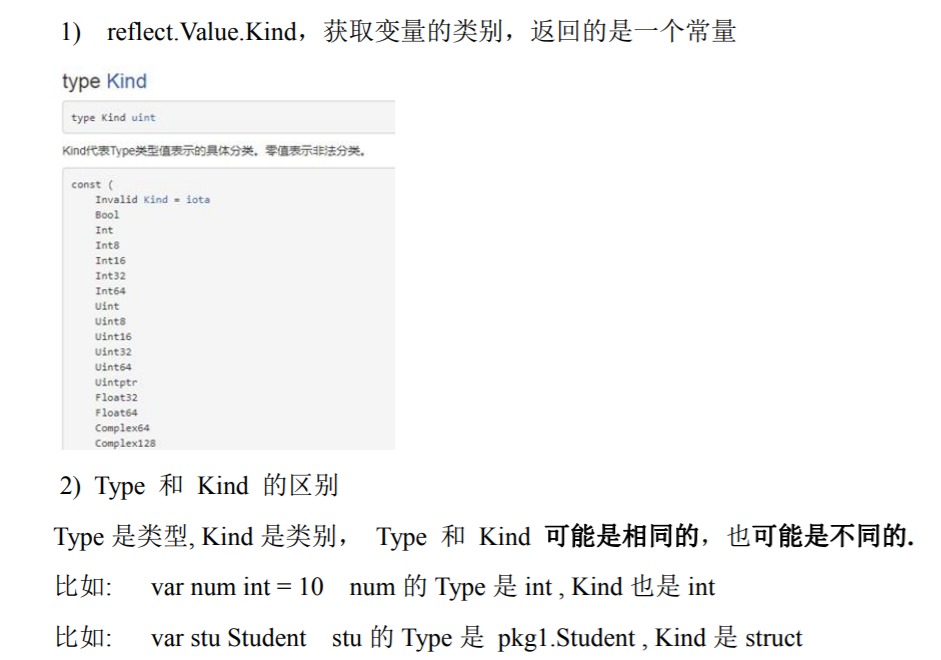 1) reflect.Value.Kind，获取变量的类别，返回的是一个常量
type Kind
type Kind uint
Kind代表Type类型值表示的具体分类。零值表示非法分类。
const (
Invalid Kind = iota
Bool
Int
Int8
Int16
Int32
Int64
Uint
Uint8
Uint16
Uint32
Uint64
Uintptr
Float32
Float64
Complex64
Complex128
2) Type 和 Kind 的区别
Type 是类型, Kind 是类别， Type 和 Kind 可能是相同的，也可能是不同的.
比如: var num int = 10 num 的 Type 是 int , Kind 也是 int
比如: var stu Student stu 的 Type 是 pkg1.Student , Kind 是 struct